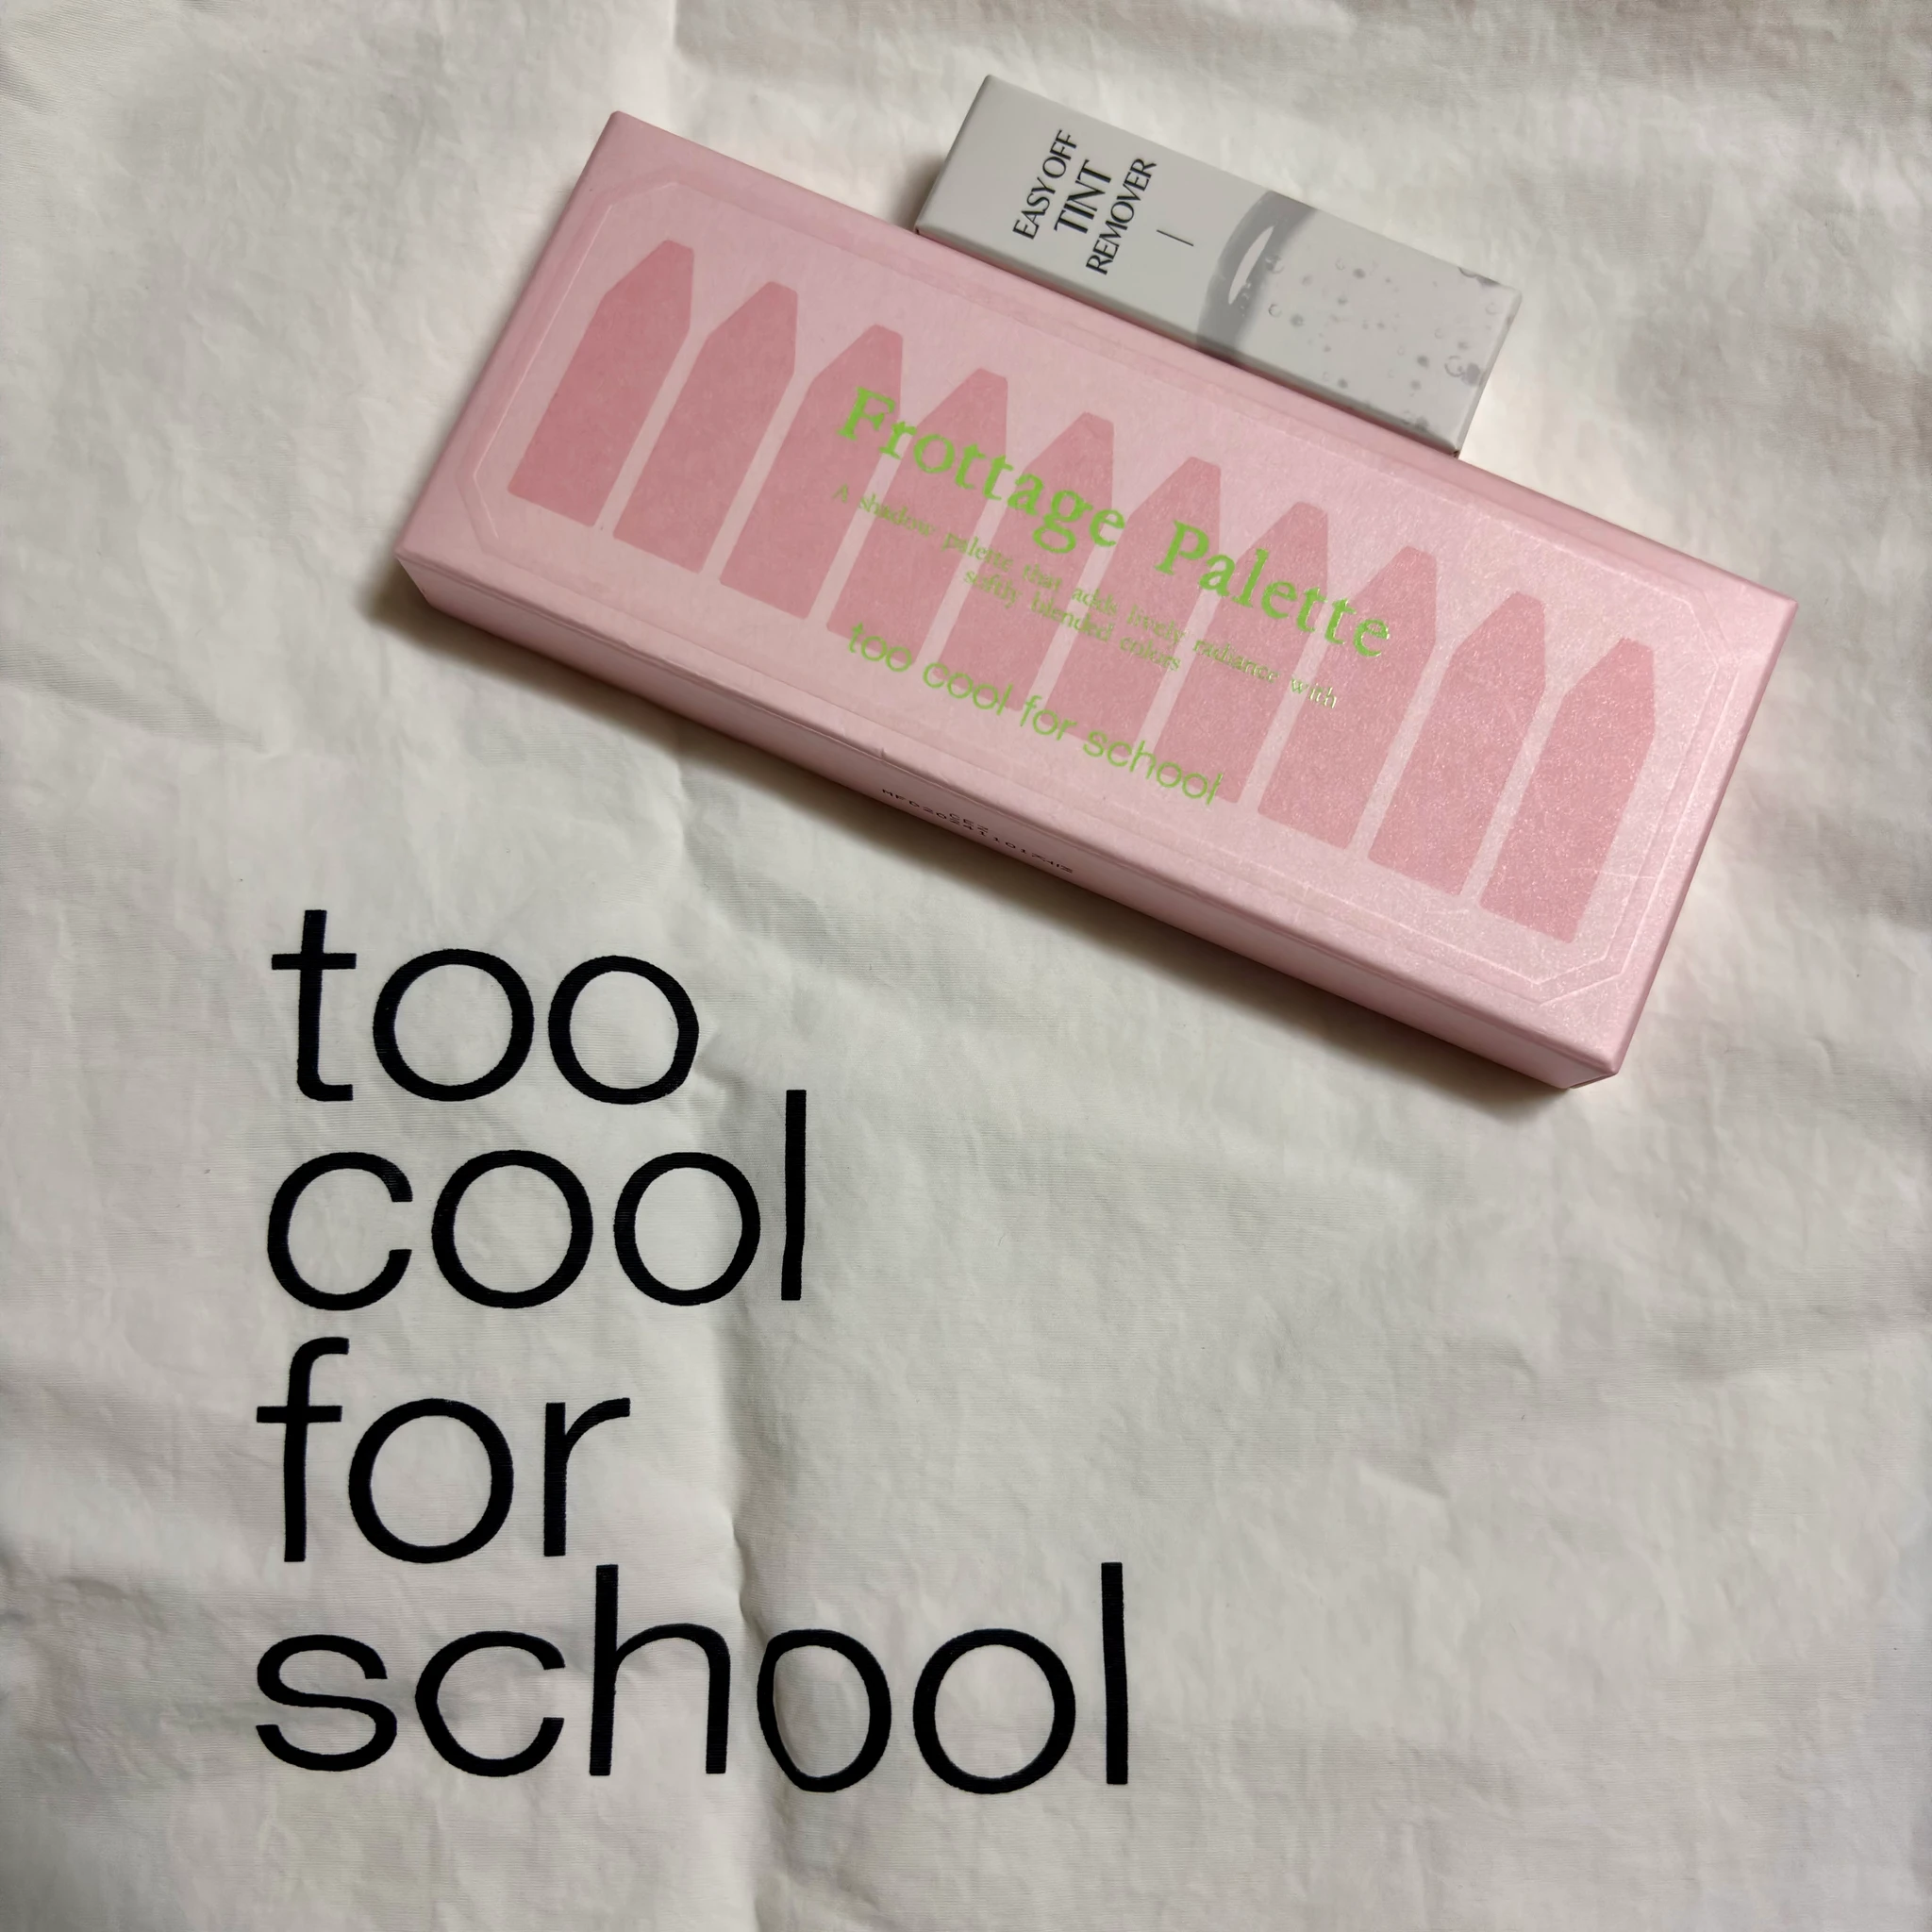 EASY OFF
TINT
REMOVER
Frottage Palette
A shadow palette that adds lively radiance with
softly blended colors
too cool for school
too
cool
for
school